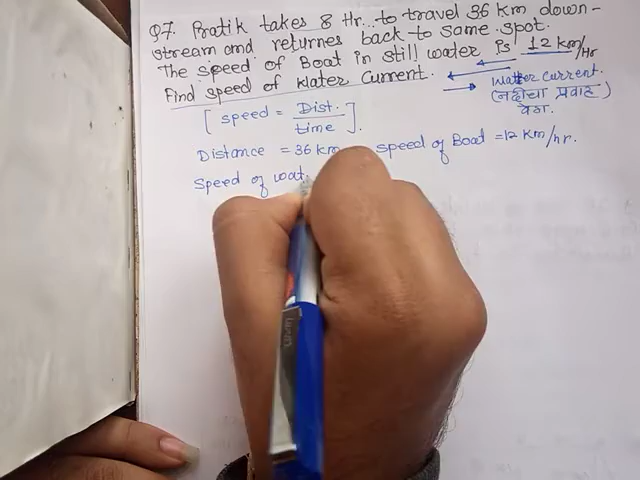 Q7. Pratik takes 8 Hr.. to travel 36 km down-
stream and returnes back to same spot.
The speed of Boat in still water is 12 km/Hr
Find speed of Water Current.
Water Current.
(नदीचा प्रवाह)
वेग.
[ speed = Dist. / time ].
Distance = 36 km speed of Boat = 12 km/hr.
Speed of wat